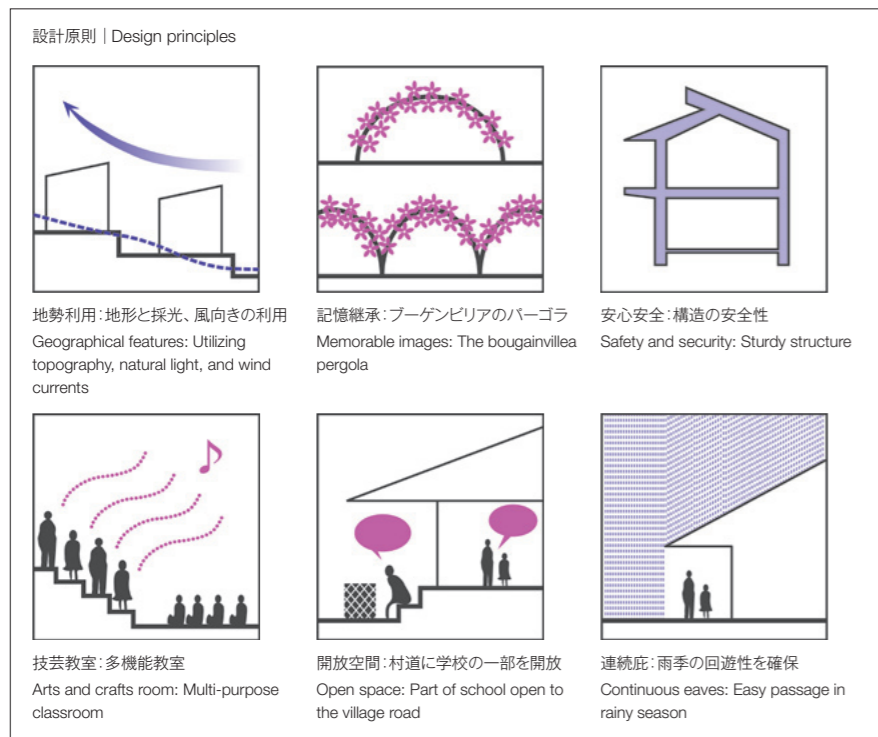 設計原則 | Design principles
地勢利用：地形と採光、風向きの利用
Geographical features: Utilizing
topography, natural light, and wind
currents
記憶継承：ブーゲンビリアのパーゴラ
Memorable images: The bougainvillea
pergola
安心安全：構造の安全性
Safety and security: Sturdy structure
技芸教室：多機能教室
Arts and crafts room: Multi-purpose
classroom
開放空間：村道に学校の一部を開放
Open space: Part of school open to
the village road
連続庇：雨季の回遊性を確保
Continuous eaves: Easy passage in
rainy season